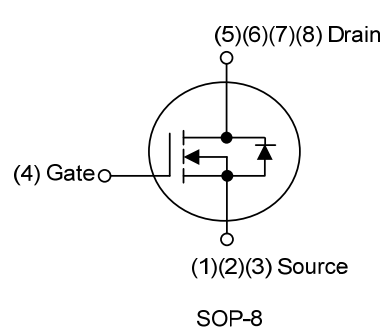 (5)(6)(7)(8) Drain
(4) Gate
(1)(2)(3) Source
SOP-8